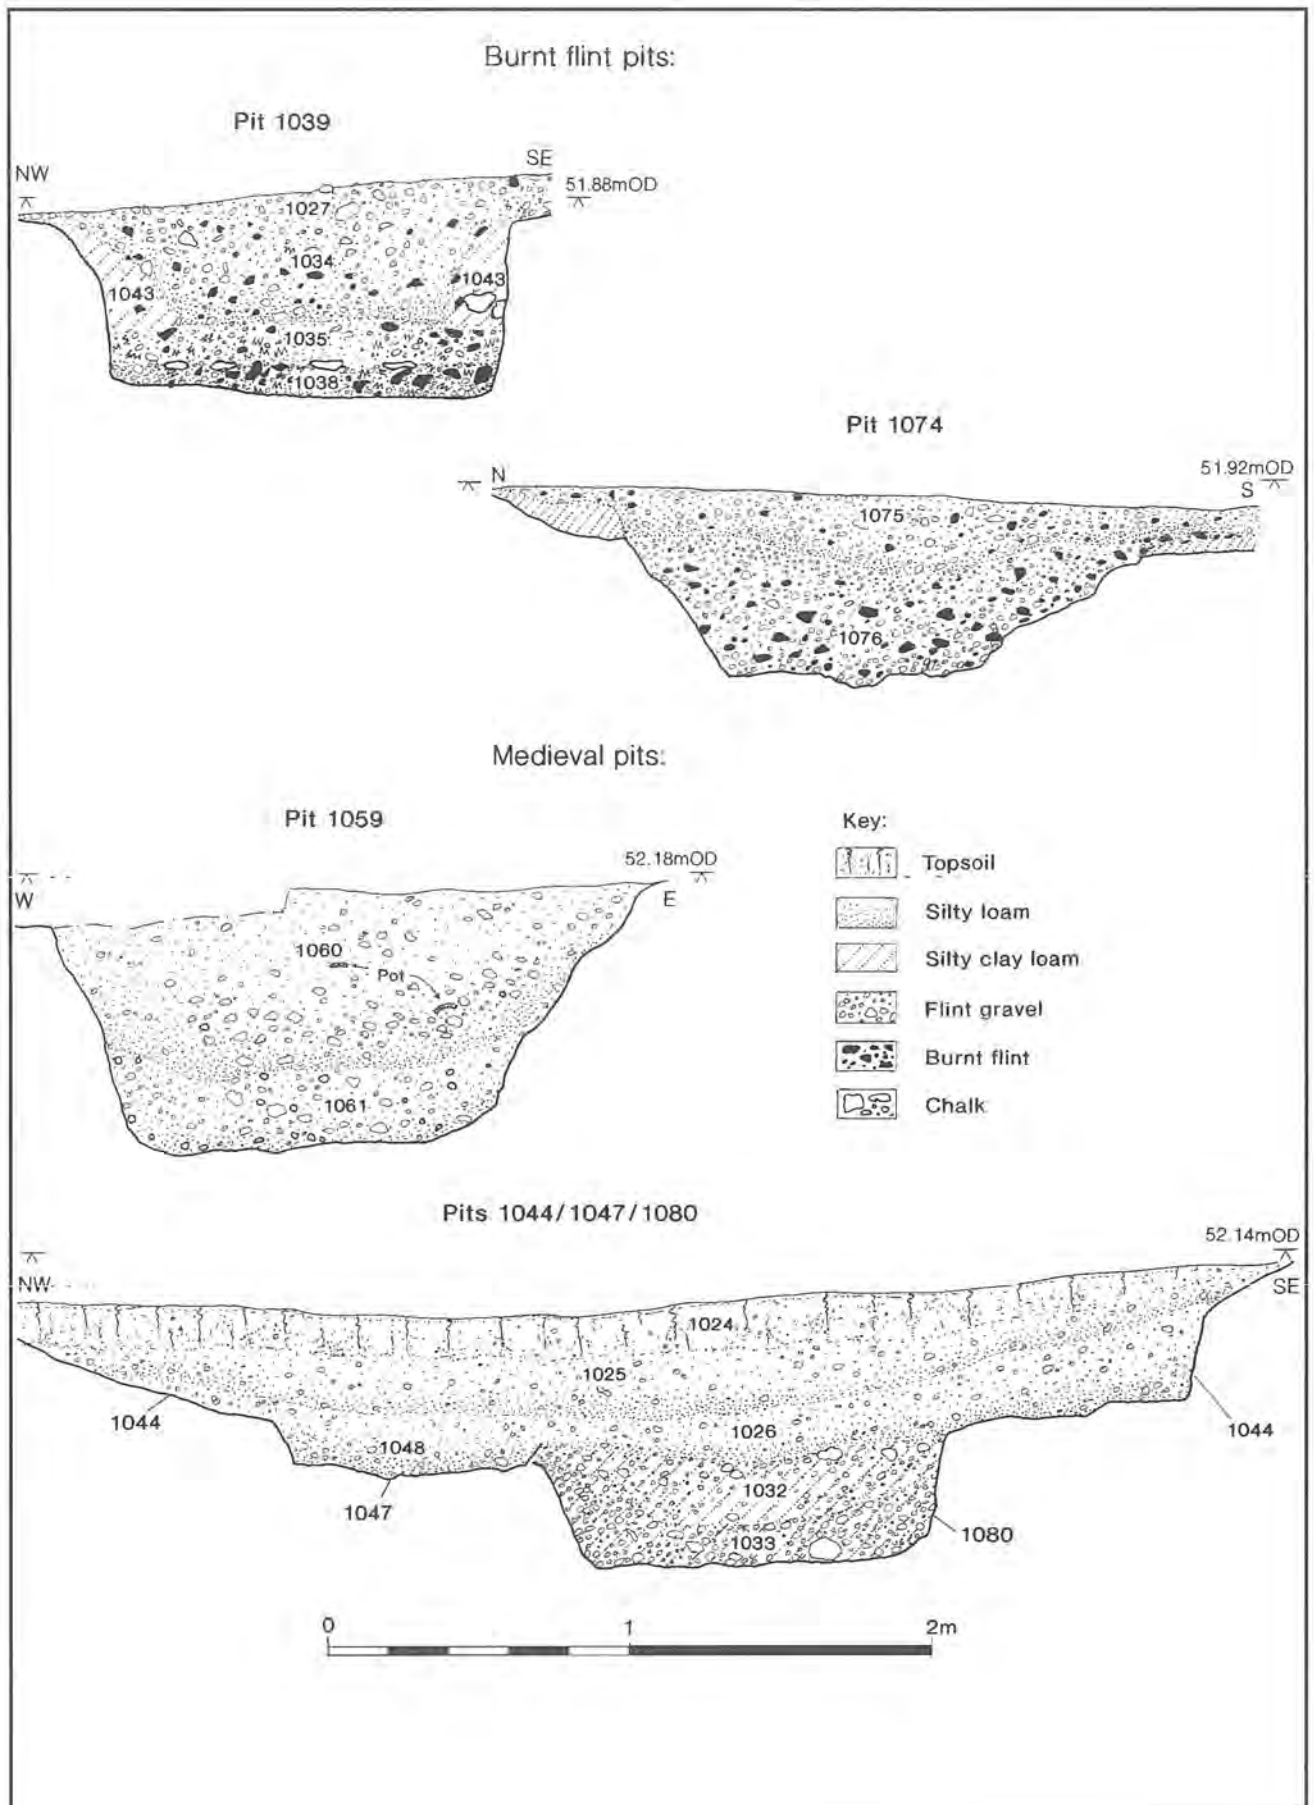 Burnt flint pits:
Pit 1039
NW
SE
51.88mOD
1027
1034
1043
1043
1035
1038
Pit 1074
N
51.92mOD
S
1075
1076
Medieval pits:
Pit 1059
52.18mOD
W
E
1060
Pot
1061
Key:
Topsoil
Silty loam
Silty clay loam
Flint gravel
Burnt flint
Chalk
Pits 1044/1047/1080
52.14mOD
NW
SE
1024
1025
1044
1026
1044
1048
1032
1047
1033
1080
0 1 2m